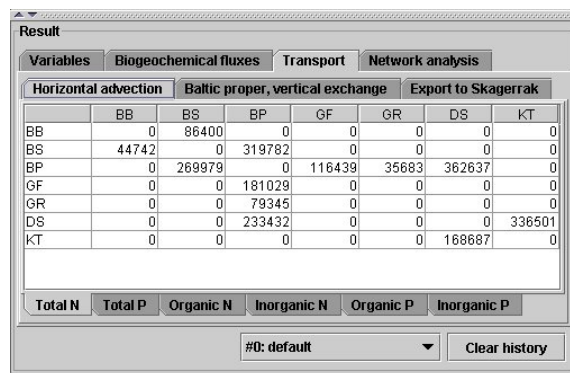 Result
Variables Biogeochemical fluxes Transport Network analysis
Horizontal advection Baltic proper, vertical exchange Export to Skagerrak
BB BS BP GF GR DS KT
BB 0 86400 0 0 0 0 0
BS 44742 0 319782 0 0 0 0
BP 0 269979 0 116439 35683 362637 0
GF 0 0 181029 0 0 0 0
GR 0 0 79345 0 0 0 0
DS 0 0 233432 0 0 0 336501
KT 0 0 0 0 0 168687 0
Total N Total P Organic N Inorganic N Organic P Inorganic P
#0: default Clear history